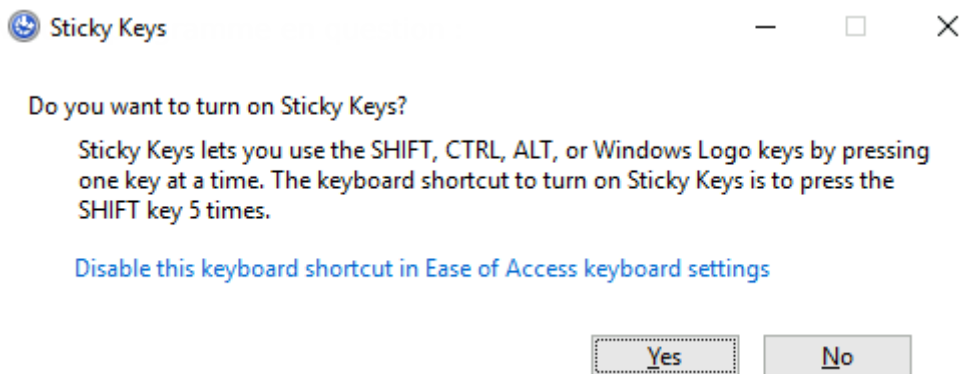 Sticky Keys
Do you want to turn on Sticky Keys?
Sticky Keys lets you use the SHIFT, CTRL, ALT, or Windows Logo keys by pressing
one key at a time. The keyboard shortcut to turn on Sticky Keys is to press the
SHIFT key 5 times.
Disable this keyboard shortcut in Ease of Access keyboard settings
Yes No